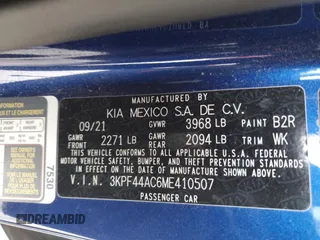 MANUFACTURED BY
KIA MEXICO S.A. DE C.V.
09/21 GVWR 3968 LB PAINT B2R
GAWR GAWR
FRT 2271 LB RR 2094 LB TRIM WK
THIS VEHICLE CONFORMS TO ALL APPLICABLE U.S.A. FEDERAL
MOTOR VEHICLE SAFETY, BUMPER, AND THEFT PREVENTION
STANDARDS IN EFFECT ON THE DATE OF MANUFACTURE SHOWN ABOVE.
V.I.N. 3KPF44AC6ME410507
PASSENGER CAR
7530
DREAMBID